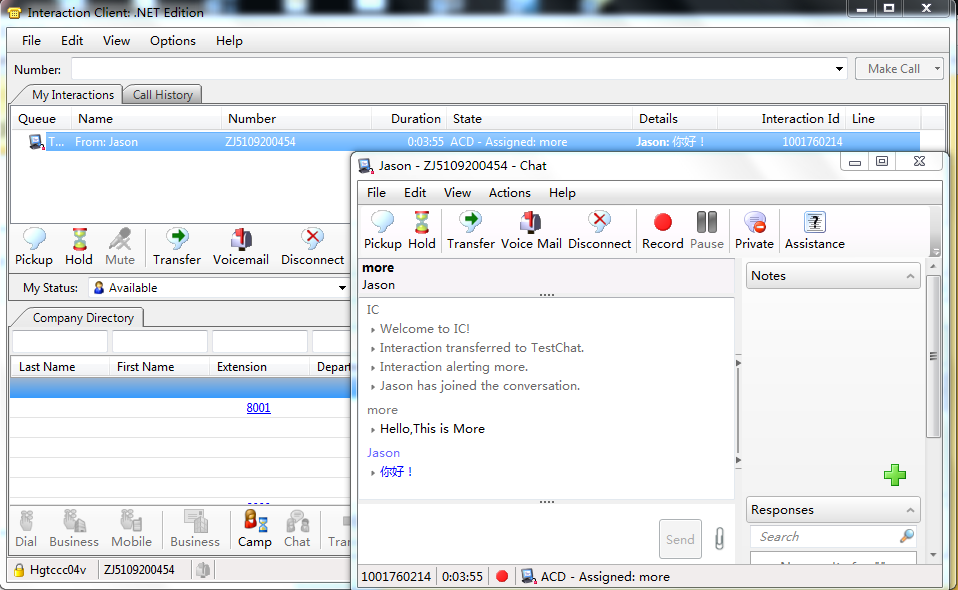 Interaction Client: .NET Edition
File Edit View Options Help
Number: Make Call
My Interactions Call History
Queue Name Number Duration State Details Interaction Id Line
T... From: Jason ZJ5109200454 0:03:55 ACD - Assigned: more Jason: 你好！ 1001760214
Pickup Hold Mute Transfer Voicemail Disconnect
My Status: Available
Company Directory
Last Name First Name Extension Depar
8001
Dial Business Mobile Business Camp Chat Tran
Hgtccc04v ZJ5109200454
Jason - ZJ5109200454 - Chat
File Edit View Actions Help
Pickup Hold Transfer Voice Mail Disconnect Record Pause Private Assistance
more
Jason
IC
Welcome to IC!
Interaction transferred to TestChat.
Interaction alerting more.
Jason has joined the conversation.
more
Hello,This is More
Jason
你好！
Send
Notes
Responses
Search
1001760214 0:03:55 ACD - Assigned: more